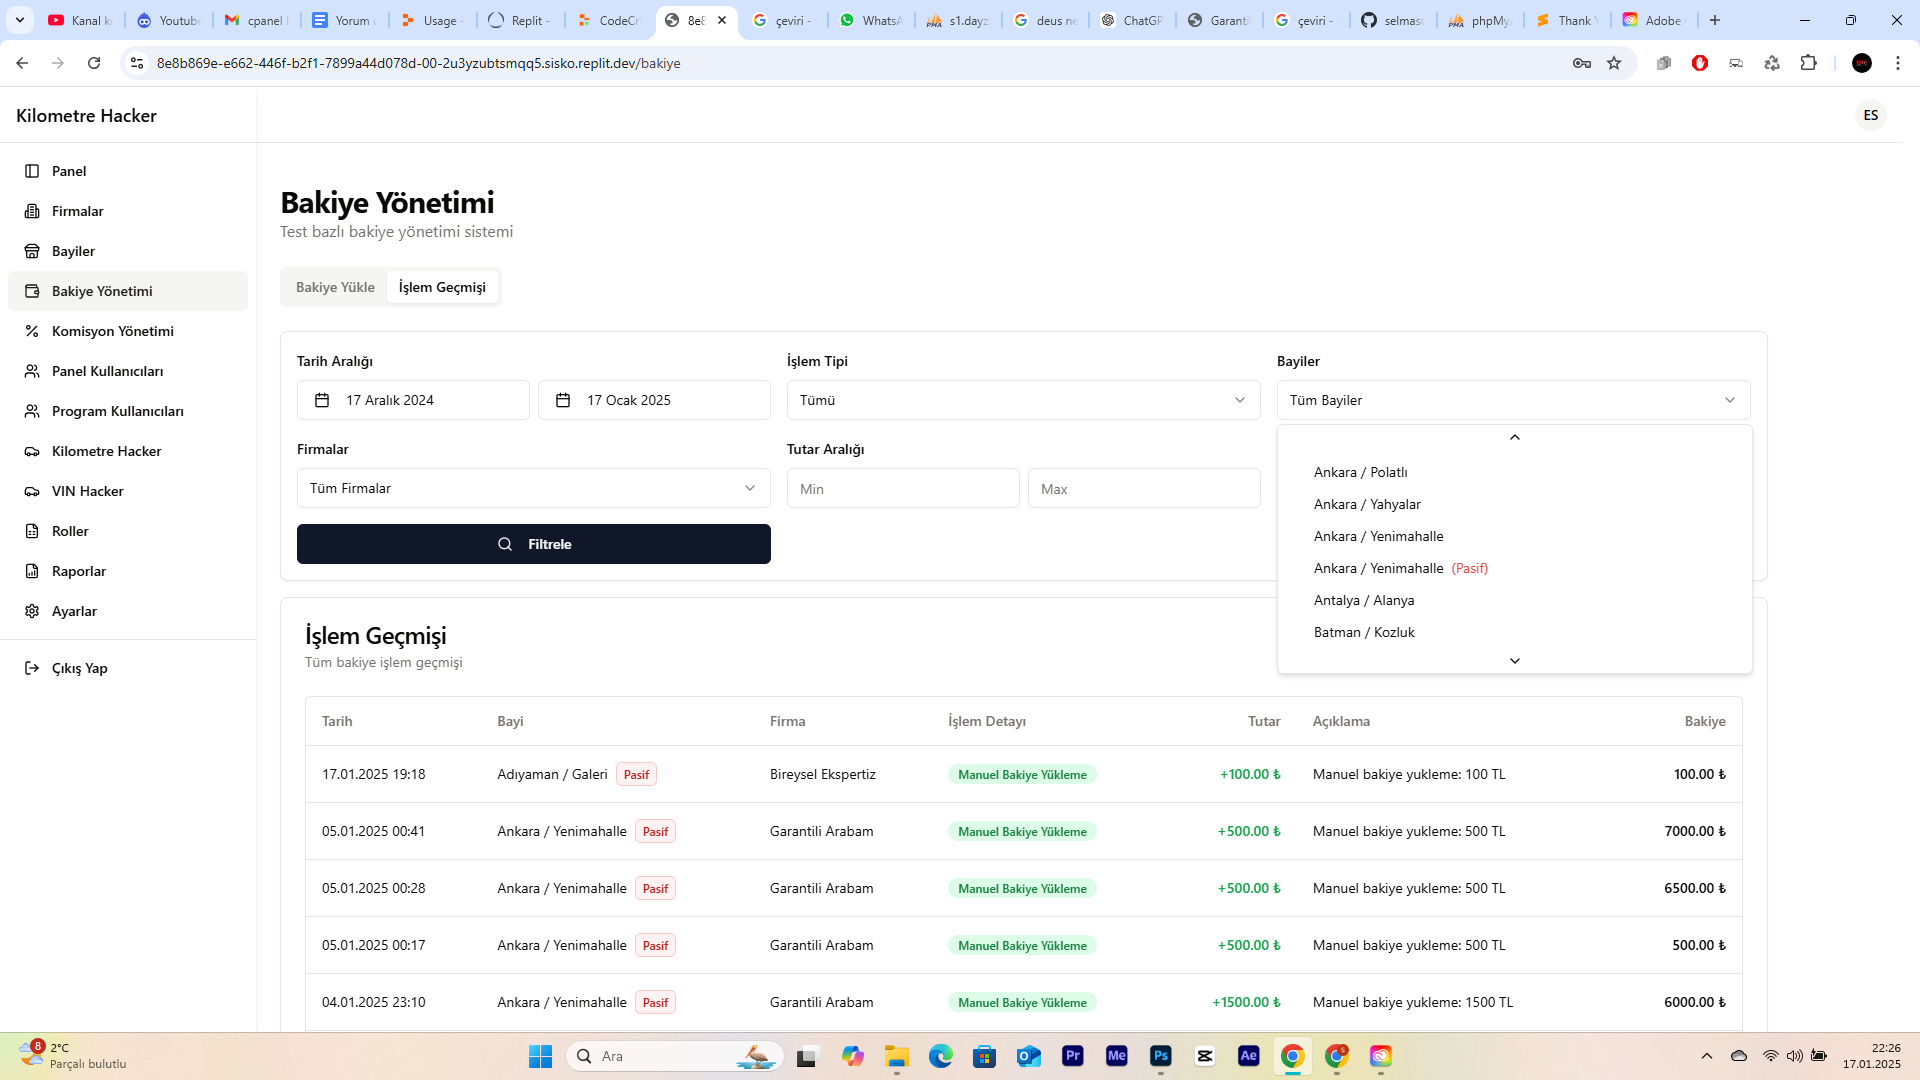 Kanal k
Youtube
cpanel
Yorum
Usage -
Replit -
CodeCr
8e8
çeviri -
WhatsA
s1.dayz
deus ne
ChatGP
Garanti
çeviri -
selmaso
phpMy
Thank Y
Adobe
8e8b869e-e662-446f-b2f1-7899a44d078d-00-2u3yzubtsmqq5.sisko.replit.dev/bakiye
Kilometre Hacker
ES
Panel
Firmalar
Bayiler
Bakiye Yönetimi
Komisyon Yönetimi
Panel Kullanıcıları
Program Kullanıcıları
Kilometre Hacker
VIN Hacker
Roller
Raporlar
Ayarlar
Çıkış Yap
Bakiye Yönetimi
Test bazlı bakiye yönetimi sistemi
Bakiye Yükle İşlem Geçmişi
Tarih Aralığı
17 Aralık 2024 17 Ocak 2025
İşlem Tipi
Tümü
Bayiler
Tüm Bayiler
Firmalar
Tüm Firmalar
Tutar Aralığı
Min Max
Filtrele
Ankara / Polatlı
Ankara / Yahyalar
Ankara / Yenimahalle
Ankara / Yenimahalle (Pasif)
Antalya / Alanya
Batman / Kozluk
İşlem Geçmişi
Tüm bakiye işlem geçmişi
Tarih Bayi Firma İşlem Detayı Tutar Açıklama Bakiye
17.01.2025 19:18 Adıyaman / Galeri Pasif Bireysel Ekspertiz Manuel Bakiye Yükleme +100.00 ₺ Manuel bakiye yukleme: 100 TL 100.00 ₺
05.01.2025 00:41 Ankara / Yenimahalle Pasif Garantili Arabam Manuel Bakiye Yükleme +500.00 ₺ Manuel bakiye yukleme: 500 TL 7000.00 ₺
05.01.2025 00:28 Ankara / Yenimahalle Pasif Garantili Arabam Manuel Bakiye Yükleme +500.00 ₺ Manuel bakiye yukleme: 500 TL 6500.00 ₺
05.01.2025 00:17 Ankara / Yenimahalle Pasif Garantili Arabam Manuel Bakiye Yükleme +500.00 ₺ Manuel bakiye yukleme: 500 TL 500.00 ₺
04.01.2025 23:10 Ankara / Yenimahalle Pasif Garantili Arabam Manuel Bakiye Yükleme +1500.00 ₺ Manuel bakiye yukleme: 1500 TL 6000.00 ₺
8
2°C
Parçalı bulutlu
Ara
Pr
Me
Ps
Ae
22:26
17.01.2025